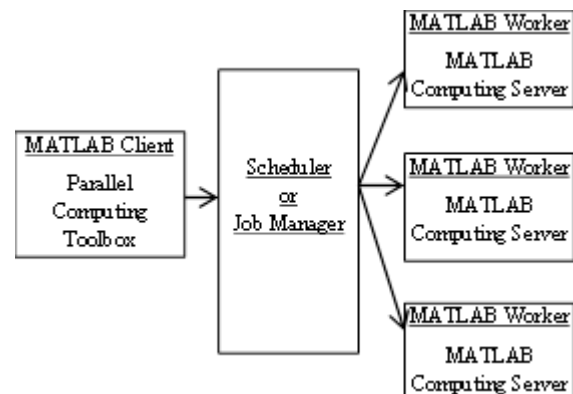 MATLAB Client
Parallel
Computing
Toolbox
Scheduler
or
Job Manager
MATLAB Worker
MATLAB
Computing Server
MATLAB Worker
MATLAB
Computing Server
MATLAB Worker
MATLAB
Computing Server